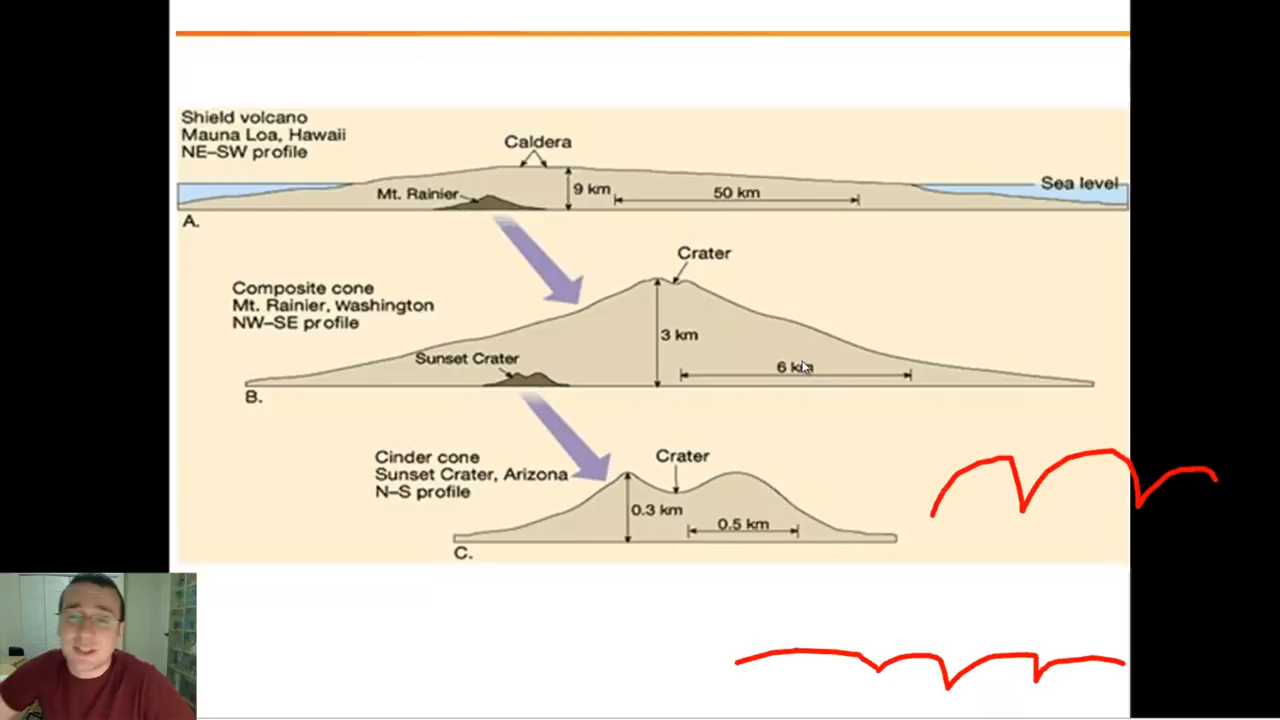 Shield volcano
Mauna Loa, Hawaii
NE–SW profile
Caldera
Mt. Rainier
9 km
50 km
Sea level
A.
Composite cone
Mt. Rainier, Washington
NW–SE profile
Crater
3 km
Sunset Crater
6 km
B.
Cinder cone
Sunset Crater, Arizona
N–S profile
Crater
0.3 km
0.5 km
C.